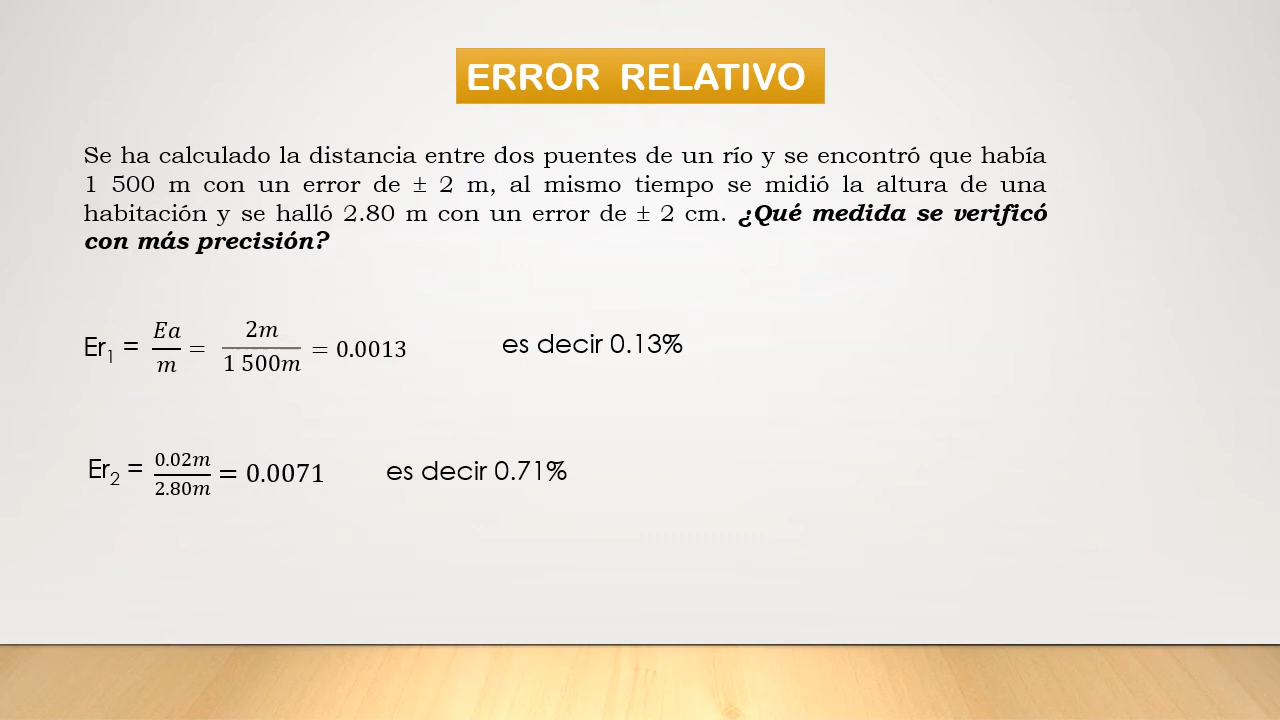 ERROR RELATIVO
Se ha calculado la distancia entre dos puentes de un río y se encontró que había
1 500 m con un error de ± 2 m, al mismo tiempo se midió la altura de una
habitación y se halló 2.80 m con un error de ± 2 cm. ¿Qué medida se verificó
con más precisión?
Er₁ = Ea/m = 2m/1 500m = 0.0013 es decir 0.13%
Er₂ = 0.02m/2.80m = 0.0071 es decir 0.71%